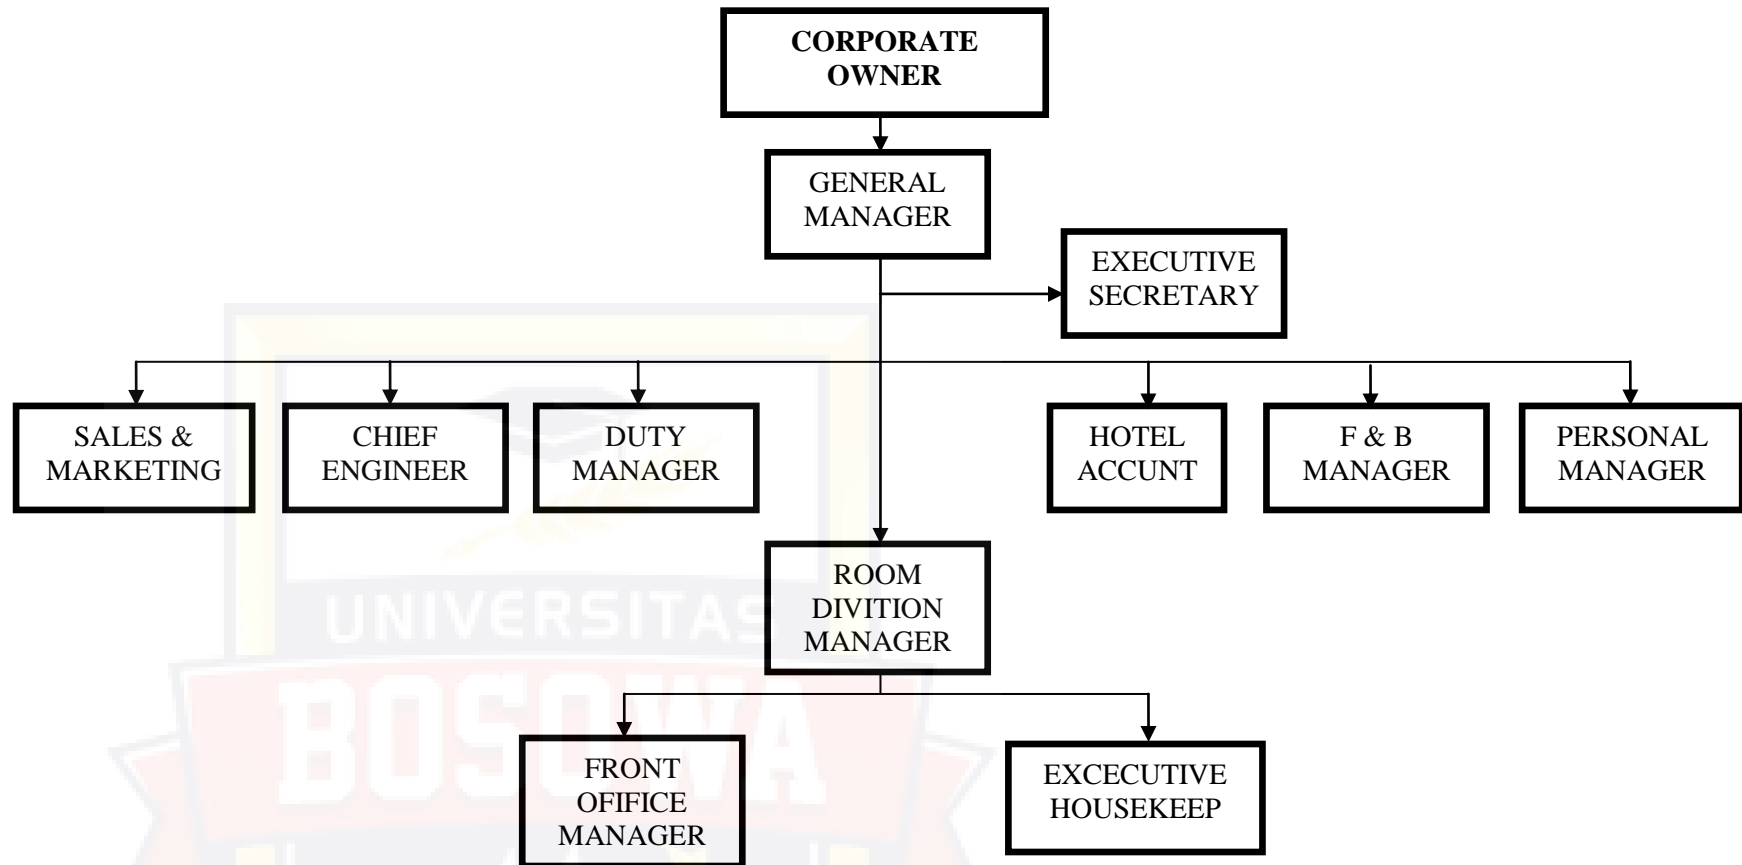 CORPORATE
OWNER
GENERAL
MANAGER
EXECUTIVE
SECRETARY
SALES &
MARKETING
CHIEF
ENGINEER
DUTY
MANAGER
HOTEL
ACCUNT
F & B
MANAGER
PERSONAL
MANAGER
ROOM
DIVITION
MANAGER
FRONT
OFIFICE
MANAGER
EXCECUTIVE
HOUSEKEEP
UNIVERSITAS
BOSOWA